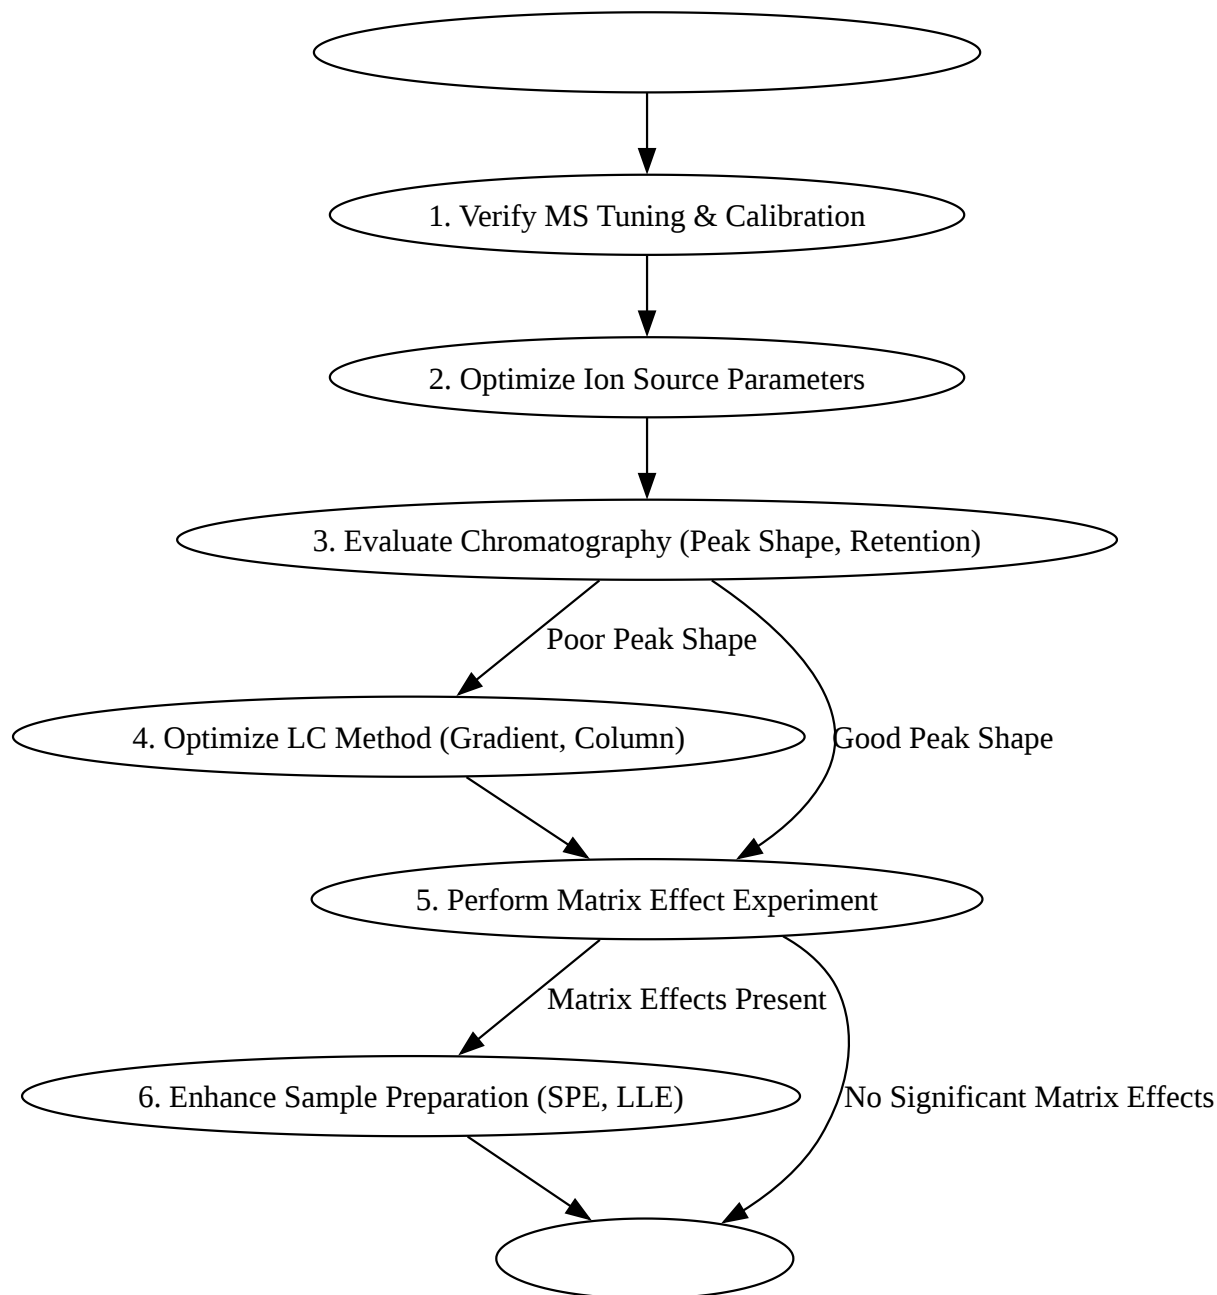 1. Verify MS Tuning & Calibration
2. Optimize Ion Source Parameters
3. Evaluate Chromatography (Peak Shape, Retention)
Poor Peak Shape
4. Optimize LC Method (Gradient, Column)
Good Peak Shape
5. Perform Matrix Effect Experiment
Matrix Effects Present
6. Enhance Sample Preparation (SPE, LLE)
No Significant Matrix Effects